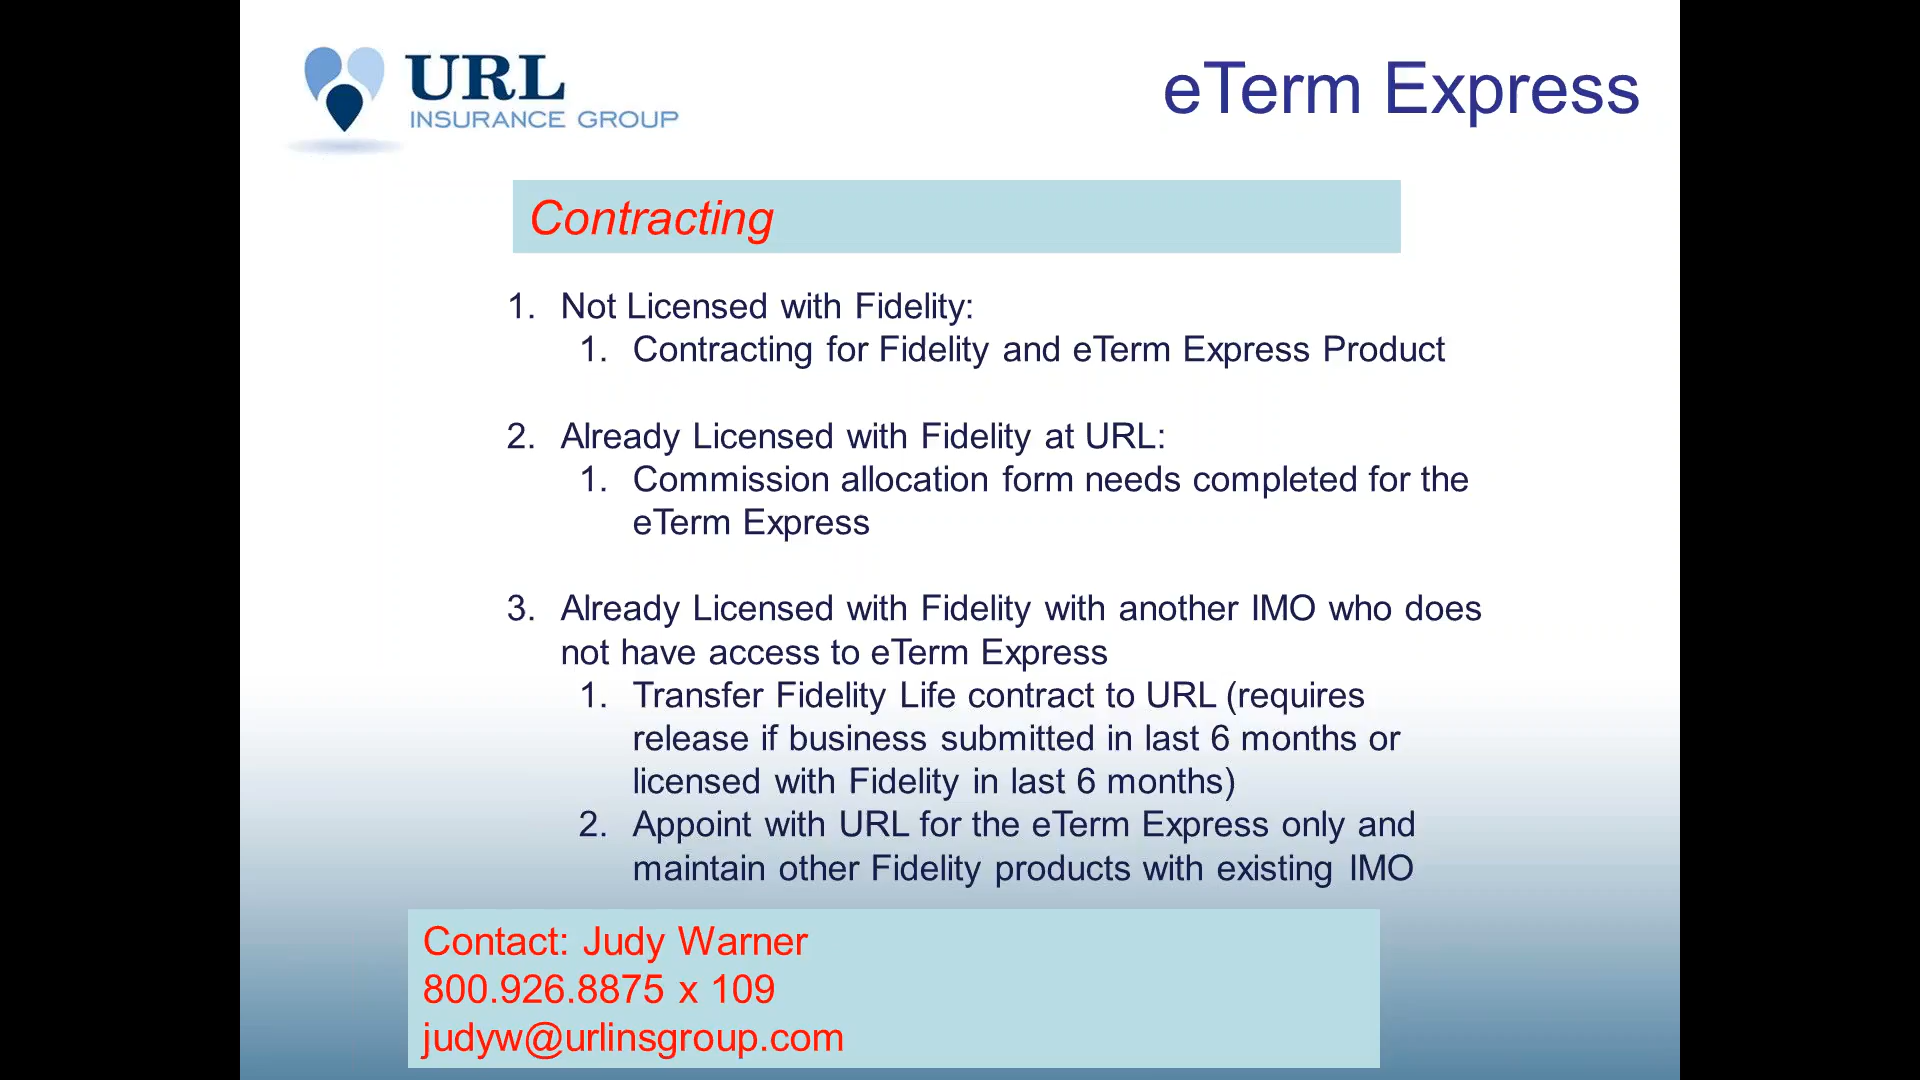 URL
INSURANCE GROUP
eTerm Express
Contracting
1. Not Licensed with Fidelity:
1. Contracting for Fidelity and eTerm Express Product
2. Already Licensed with Fidelity at URL:
1. Commission allocation form needs completed for the
eTerm Express
3. Already Licensed with Fidelity with another IMO who does
not have access to eTerm Express
1. Transfer Fidelity Life contract to URL (requires
release if business submitted in last 6 months or
licensed with Fidelity in last 6 months)
2. Appoint with URL for the eTerm Express only and
maintain other Fidelity products with existing IMO
Contact: Judy Warner
800.926.8875 x 109
judyw@urlinsgroup.com